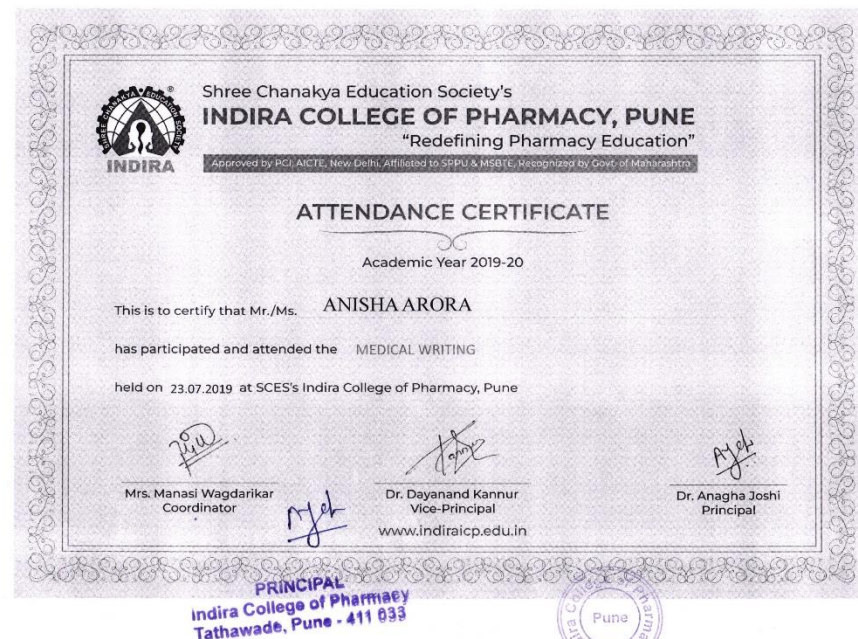 SHREE CHANAKYA EDUCATION SOCIETY
INDIRA
Shree Chanakya Education Society's
INDIRA COLLEGE OF PHARMACY, PUNE
"Redefining Pharmacy Education"
Approved by PCI, AICTE, New Delhi, Affiliated to SPPU & MSBTE, Recognized by Govt. of Maharashtra
ATTENDANCE CERTIFICATE
Academic Year 2019-20
This is to certify that Mr./Ms. ANISHA ARORA
has participated and attended the MEDICAL WRITING
held on 23.07.2019 at SCES's Indira College of Pharmacy, Pune
Mrs. Manasi Wagdarikar
Coordinator
Dr. Dayanand Kannur
Vice-Principal
www.indiraicp.edu.in
Dr. Anagha Joshi
Principal
PRINCIPAL
Indira College of Pharmacy
Tathawade, Pune - 411 033
Pune